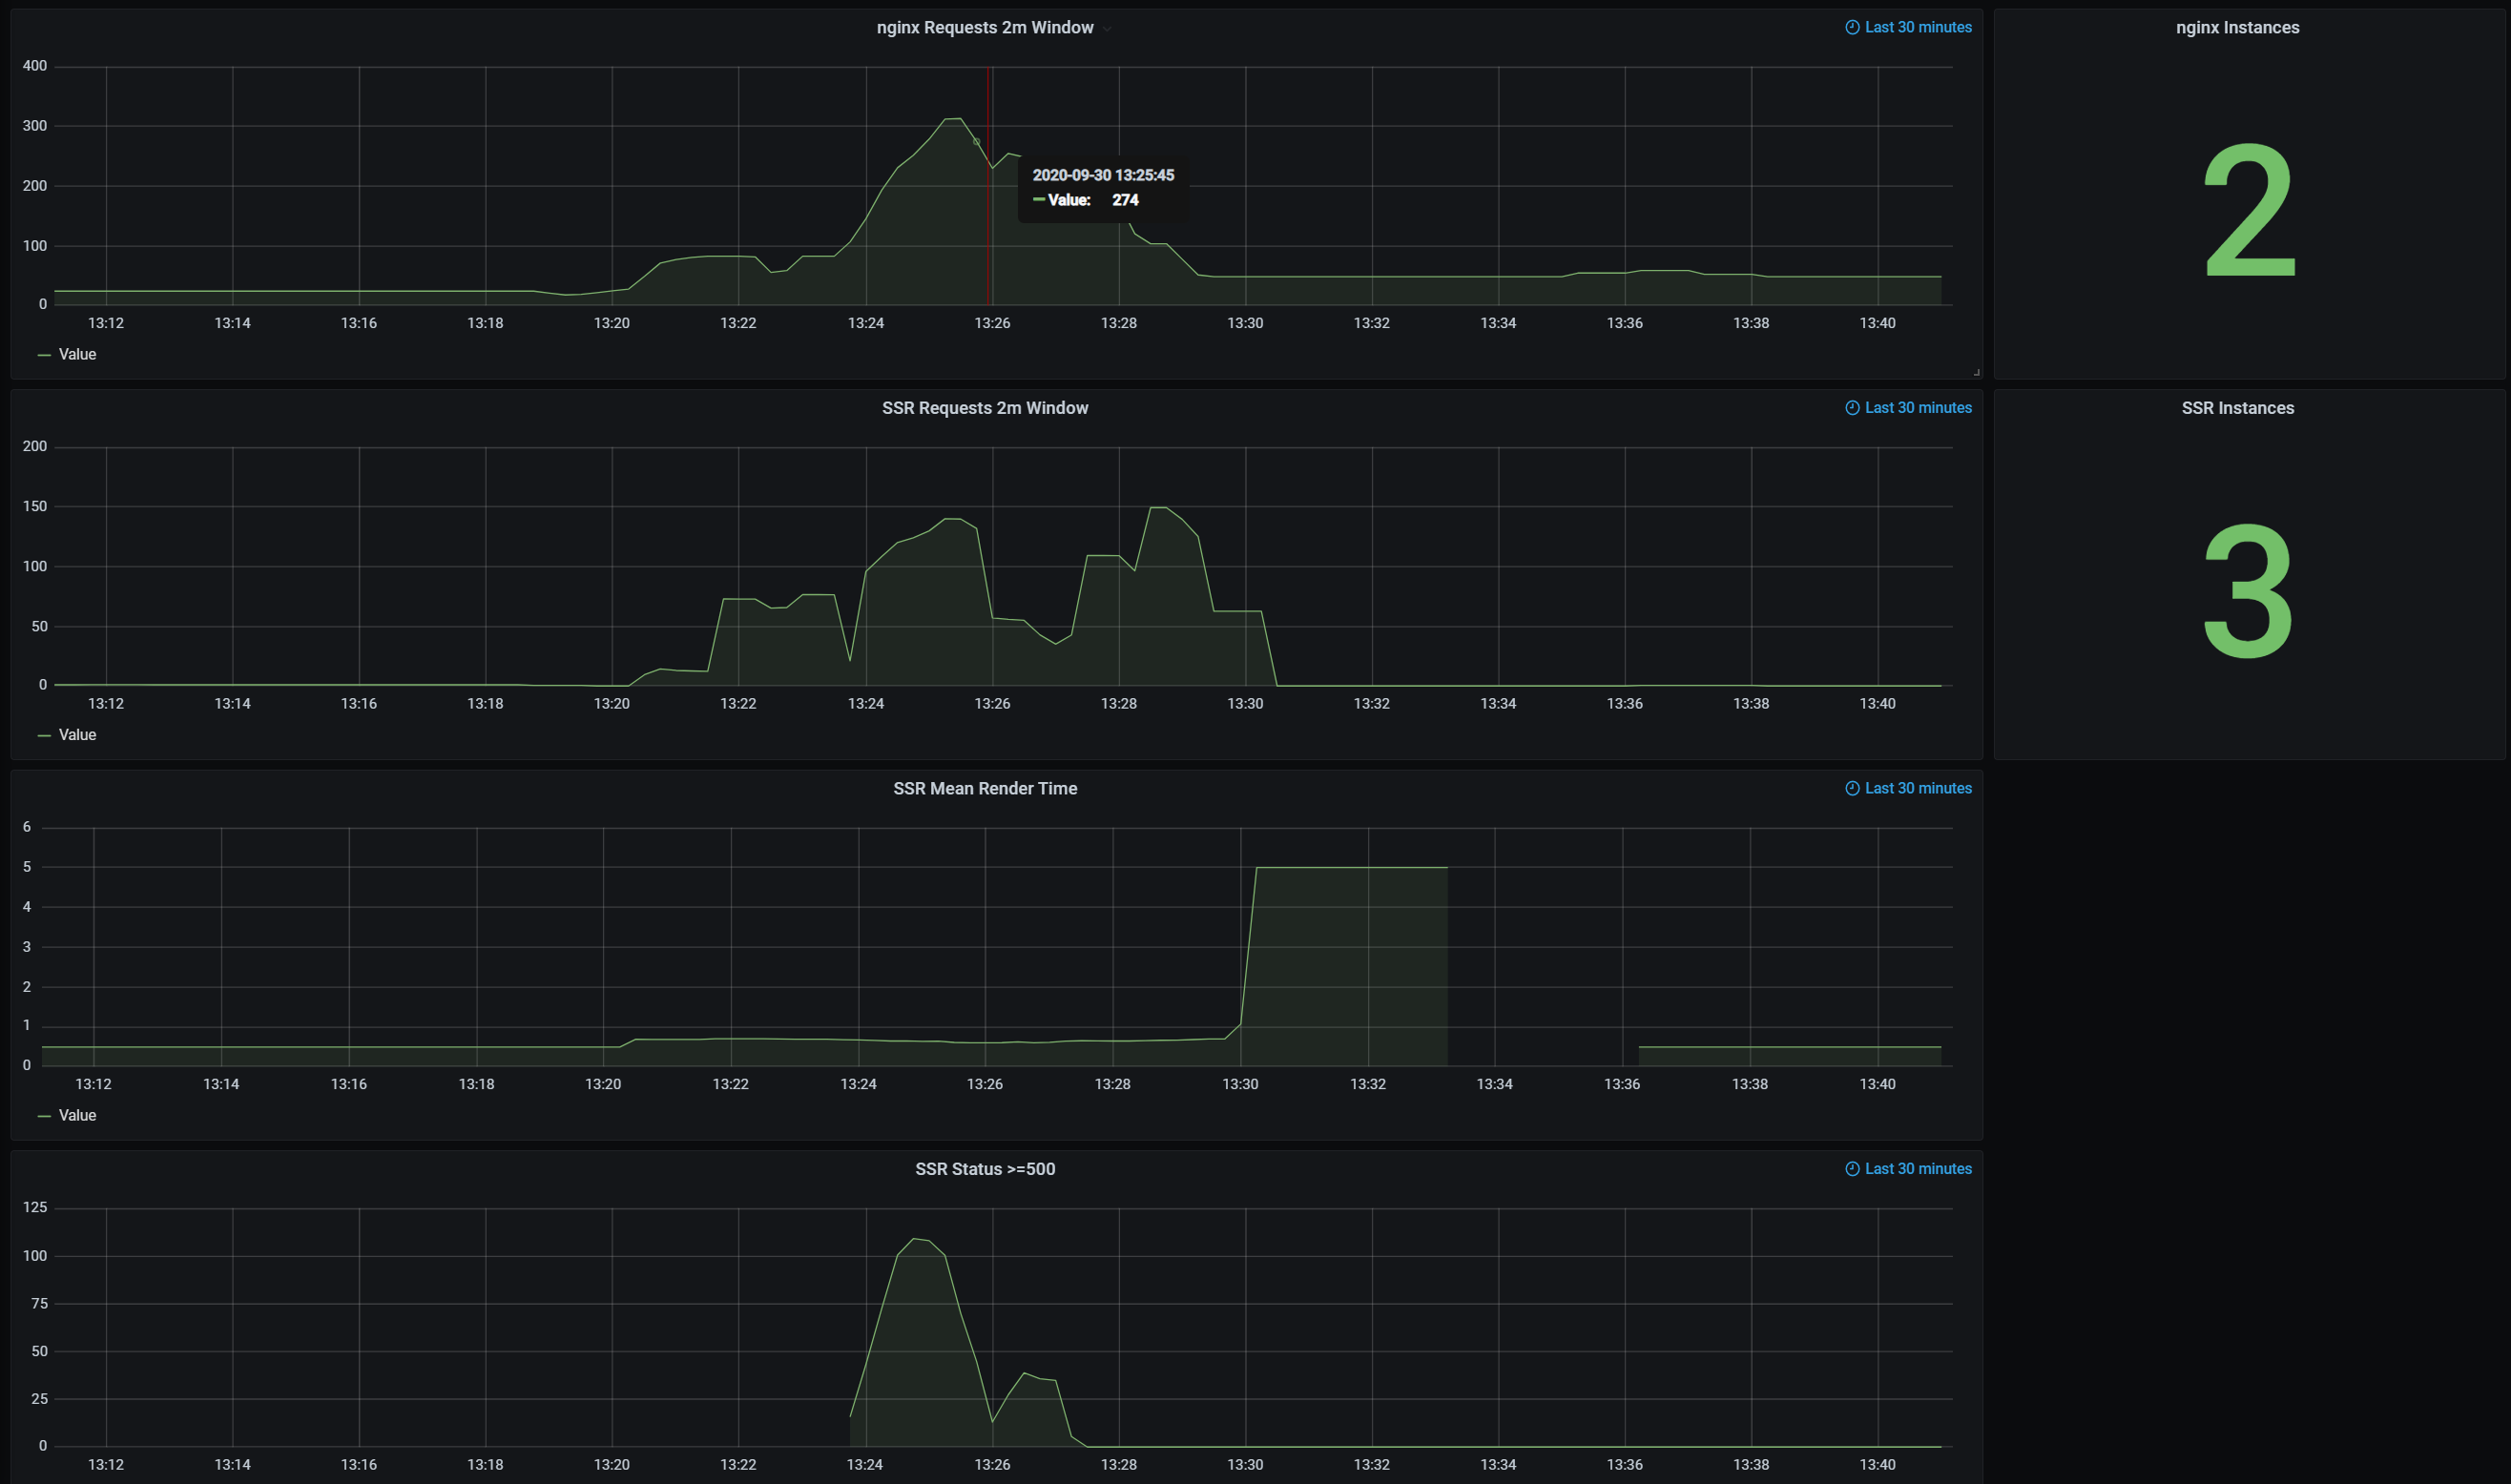 nginx Requests 2m Window
Last 30 minutes
400
300
200
100
0
2020-09-30 13:25:45
Value: 274
13:12 13:14 13:16 13:18 13:20 13:22 13:24 13:26 13:28 13:30 13:32 13:34 13:36 13:38 13:40
Value
nginx Instances
2
SSR Requests 2m Window
Last 30 minutes
200
150
100
50
0
13:12 13:14 13:16 13:18 13:20 13:22 13:24 13:26 13:28 13:30 13:32 13:34 13:36 13:38 13:40
Value
SSR Instances
3
SSR Mean Render Time
Last 30 minutes
6
5
4
3
2
1
0
13:12 13:14 13:16 13:18 13:20 13:22 13:24 13:26 13:28 13:30 13:32 13:34 13:36 13:38 13:40
Value
SSR Status >=500
Last 30 minutes
125
100
75
50
25
0
13:12 13:14 13:16 13:18 13:20 13:22 13:24 13:26 13:28 13:30 13:32 13:34 13:36 13:38 13:40